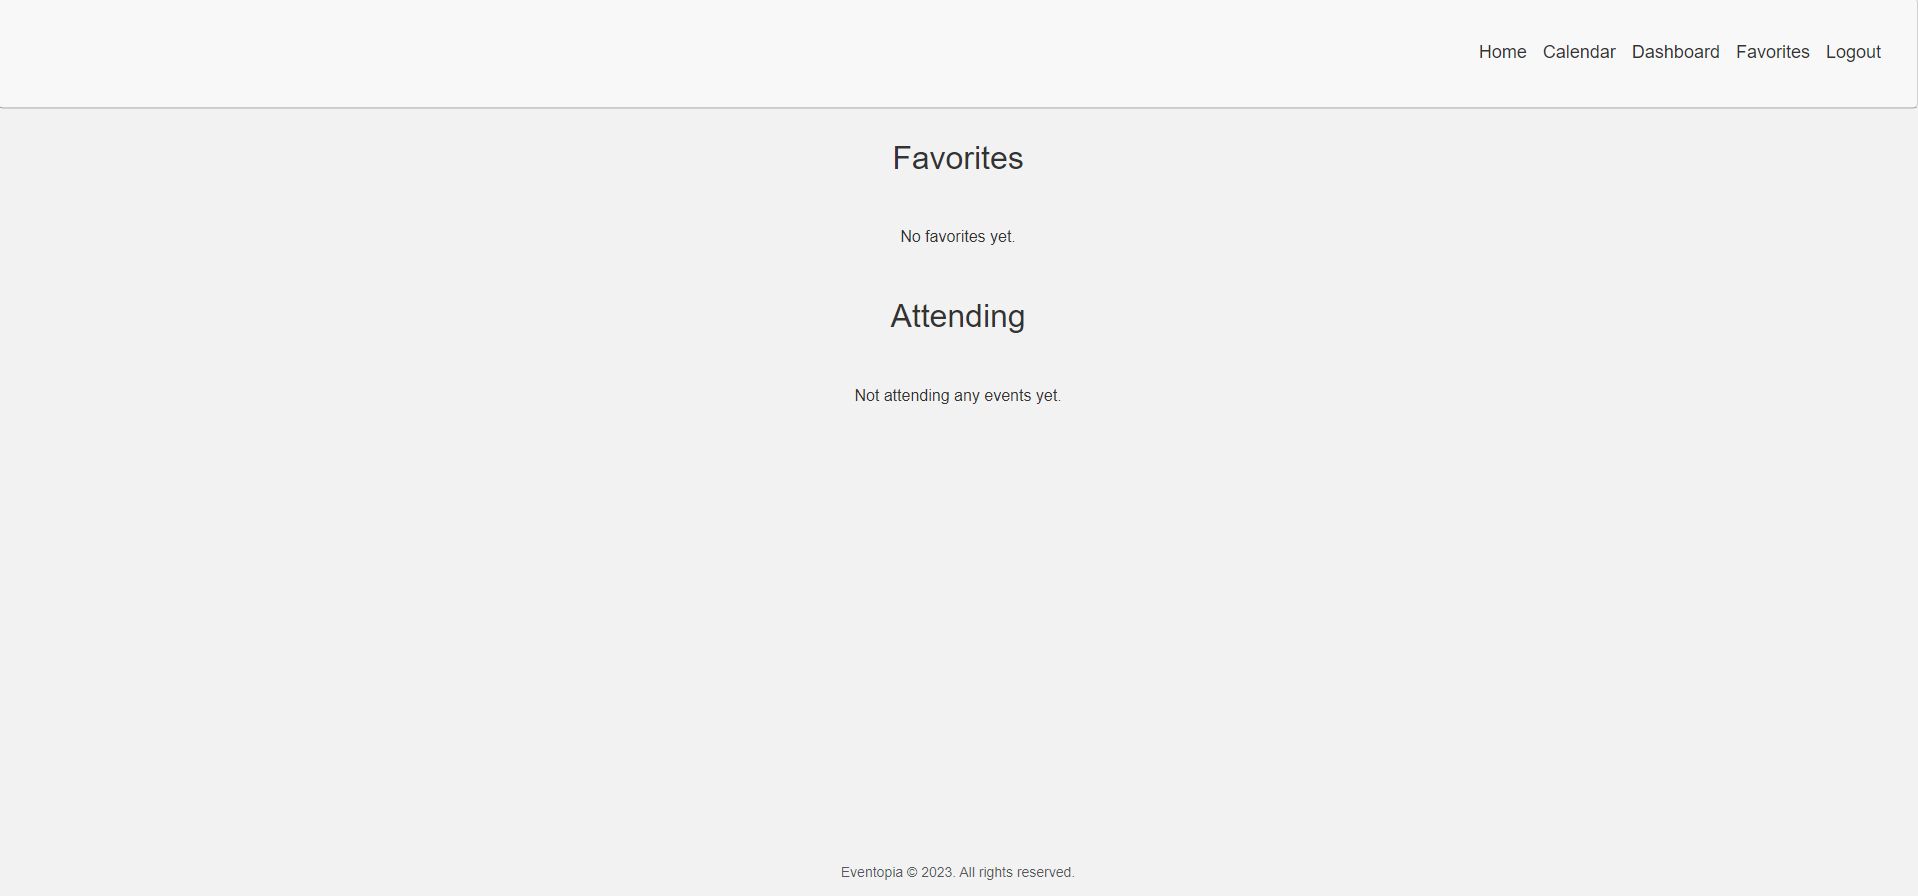 Home Calendar Dashboard Favorites Logout
Favorites
No favorites yet.
Attending
Not attending any events yet.
Eventopia © 2023. All rights reserved.